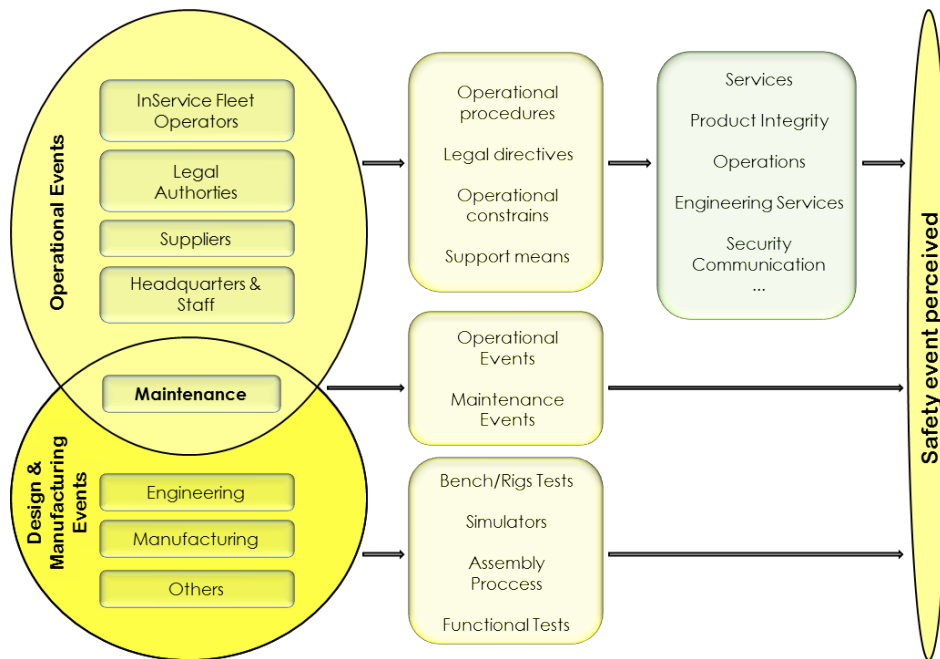 Operational Events
InService Fleet
Operators
Legal
Authorties
Suppliers
Headquarters &
Staff
Maintenance
Design &
Manufacturing
Events
Engineering
Manufacturing
Others
Operational
procedures
Legal directives
Operational
constrains
Support means
Operational
Events
Maintenance
Events
Bench/Rigs Tests
Simulators
Assembly
Proccess
Functional Tests
Services
Product Integrity
Operations
Engineering Services
Security
Communication
...
Safety event perceived